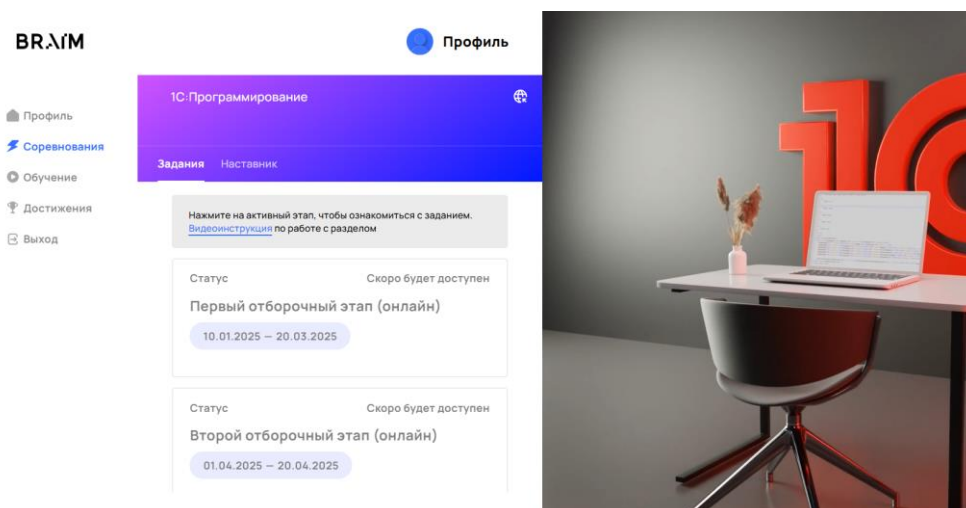 BRAIM
Профиль
Профиль
Соревнования
Обучение
Достижения
Выход
1С:Программирование
Задания Наставник
Нажмите на активный этап, чтобы ознакомиться с заданием.
Видеоинструкция по работе с разделом
Статус Скоро будет доступен
Первый отборочный этап (онлайн)
10.01.2025 – 20.03.2025
Статус Скоро будет доступен
Второй отборочный этап (онлайн)
01.04.2025 – 20.04.2025
1С